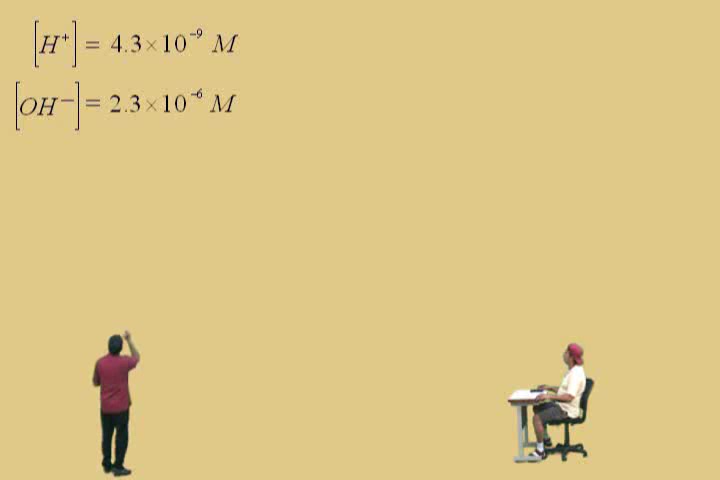 [H⁺] = 4.3×10⁻⁹ M
[OH⁻] = 2.3×10⁻⁶ M